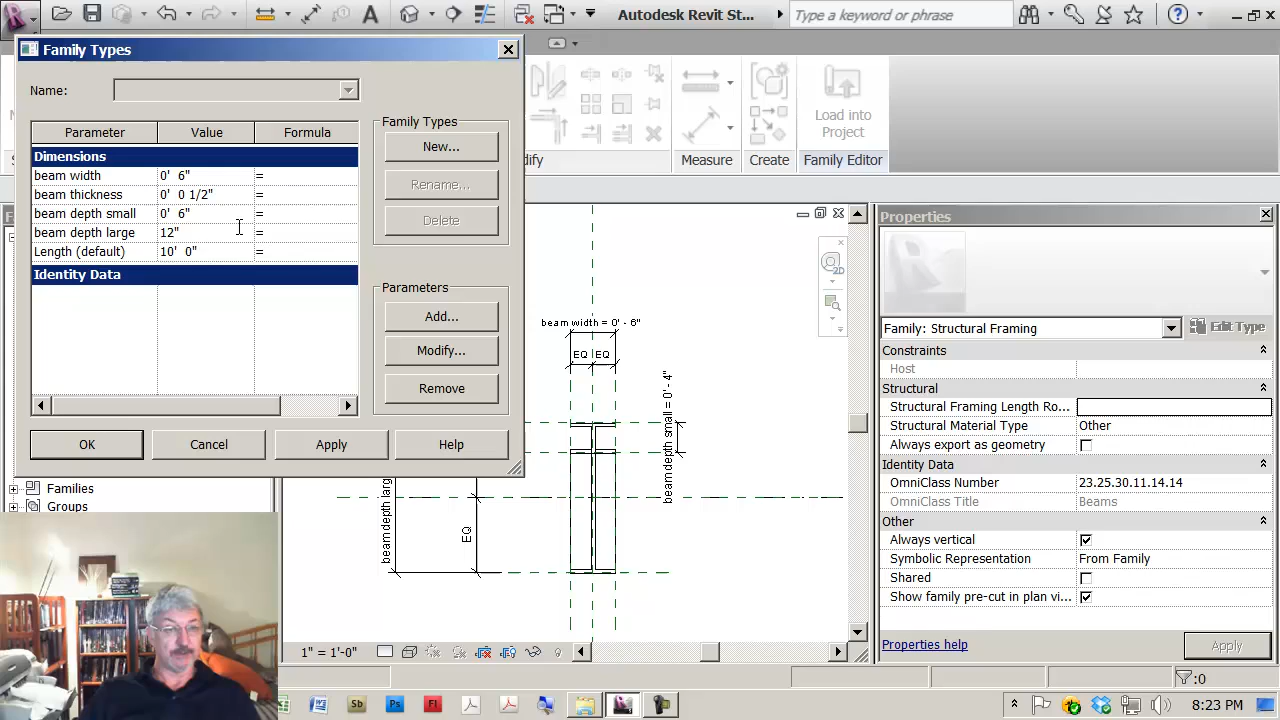 Autodesk Revit St...
Type a keyword or phrase
Family Types
Name:
Parameter Value Formula
Dimensions
beam width 0' 6" =
beam thickness 0' 0 1/2" =
beam depth small 0' 6" =
beam depth large 12" =
Length (default) 10' 0" =
Identity Data
Family Types
New...
Rename...
Delete
Parameters
Add...
Modify...
Remove
OK
Cancel
Apply
Help
Measure
Create
Load into
Project
Family Editor
beam width = 0' - 6"
EQ EQ
beam depth small = 0' - 4"
EQ
Families
Groups
2D
1" = 1'-0"
Properties
Family: Structural Framing
Edit Type
Constraints
Host
Structural
Structural Framing Length Ro...
Structural Material Type Other
Always export as geometry
Identity Data
OmniClass Number 23.25.30.11.14.14
OmniClass Title Beams
Other
Always vertical
Symbolic Representation From Family
Shared
Show family pre-cut in plan vi...
Properties help
Apply
:0
Sb
Ps
Fl
8:23 PM